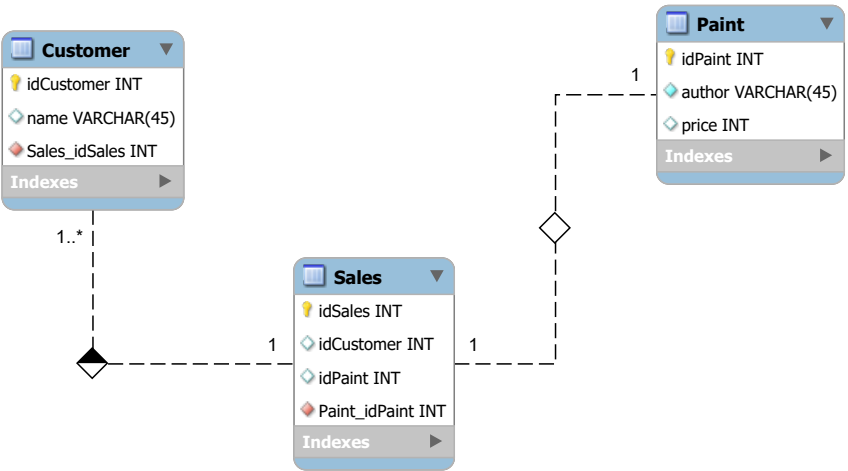 Customer
idCustomer INT
name VARCHAR(45)
Sales_idSales INT
Indexes
1..*
1
Sales
idSales INT
idCustomer INT
idPaint INT
Paint_idPaint INT
Indexes
1
1
Paint
idPaint INT
author VARCHAR(45)
price INT
Indexes